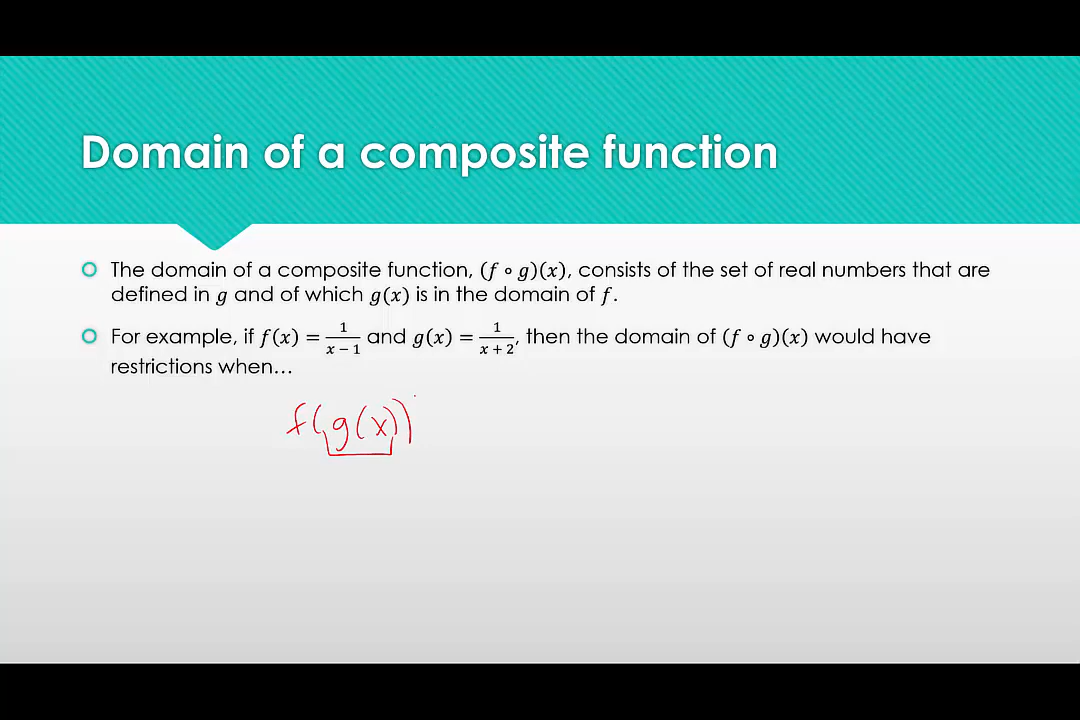 Domain of a composite function
The domain of a composite function, (𝑓 ∘ 𝑔)(𝑥), consists of the set of real numbers that are
defined in 𝑔 and of which 𝑔(𝑥) is in the domain of 𝑓.
For example, if 𝑓(𝑥) = 1/(𝑥 − 1) and 𝑔(𝑥) = 1/(𝑥 + 2), then the domain of (𝑓 ∘ 𝑔)(𝑥) would have
restrictions when…
f(g(x))